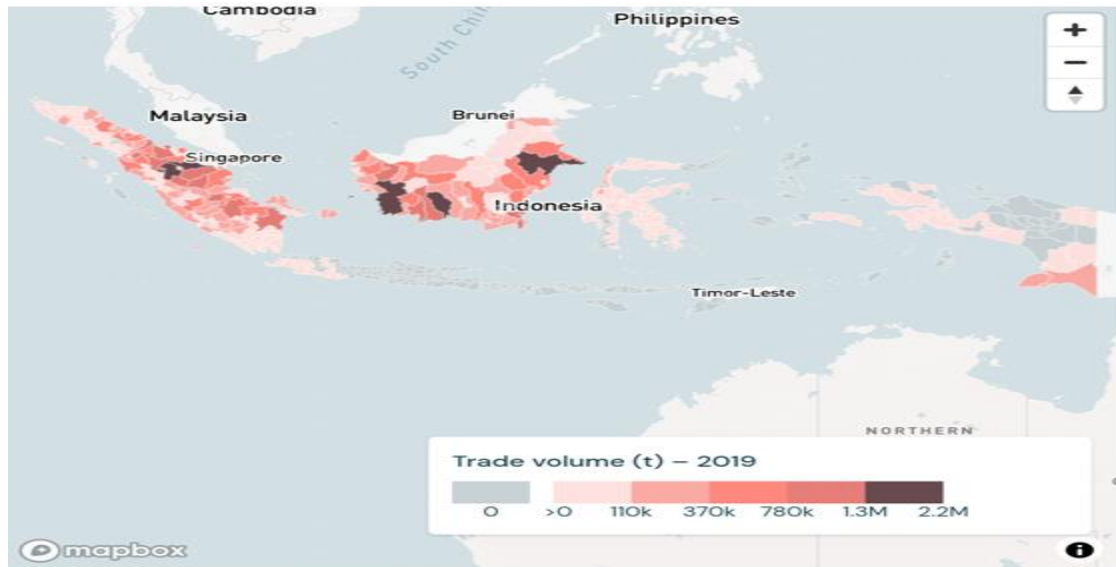 Cambodia
Philippines
South Chin
Malaysia
Brunei
Singapore
Indonesia
Timor-Leste
NORTHERN
Trade volume (t) – 2019
0 >0 110k 370k 780k 1.3M 2.2M
mapbox